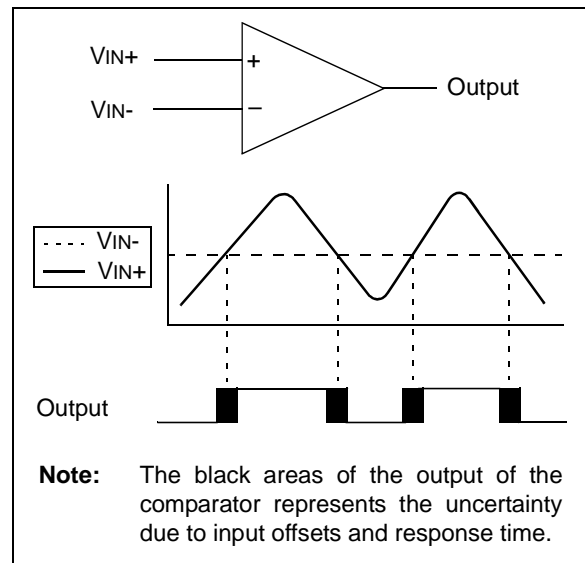 VIN+
+
Output
VIN-
−
VIN-
VIN+
Output
Note: The black areas of the output of the
comparator represents the uncertainty
due to input offsets and response time.